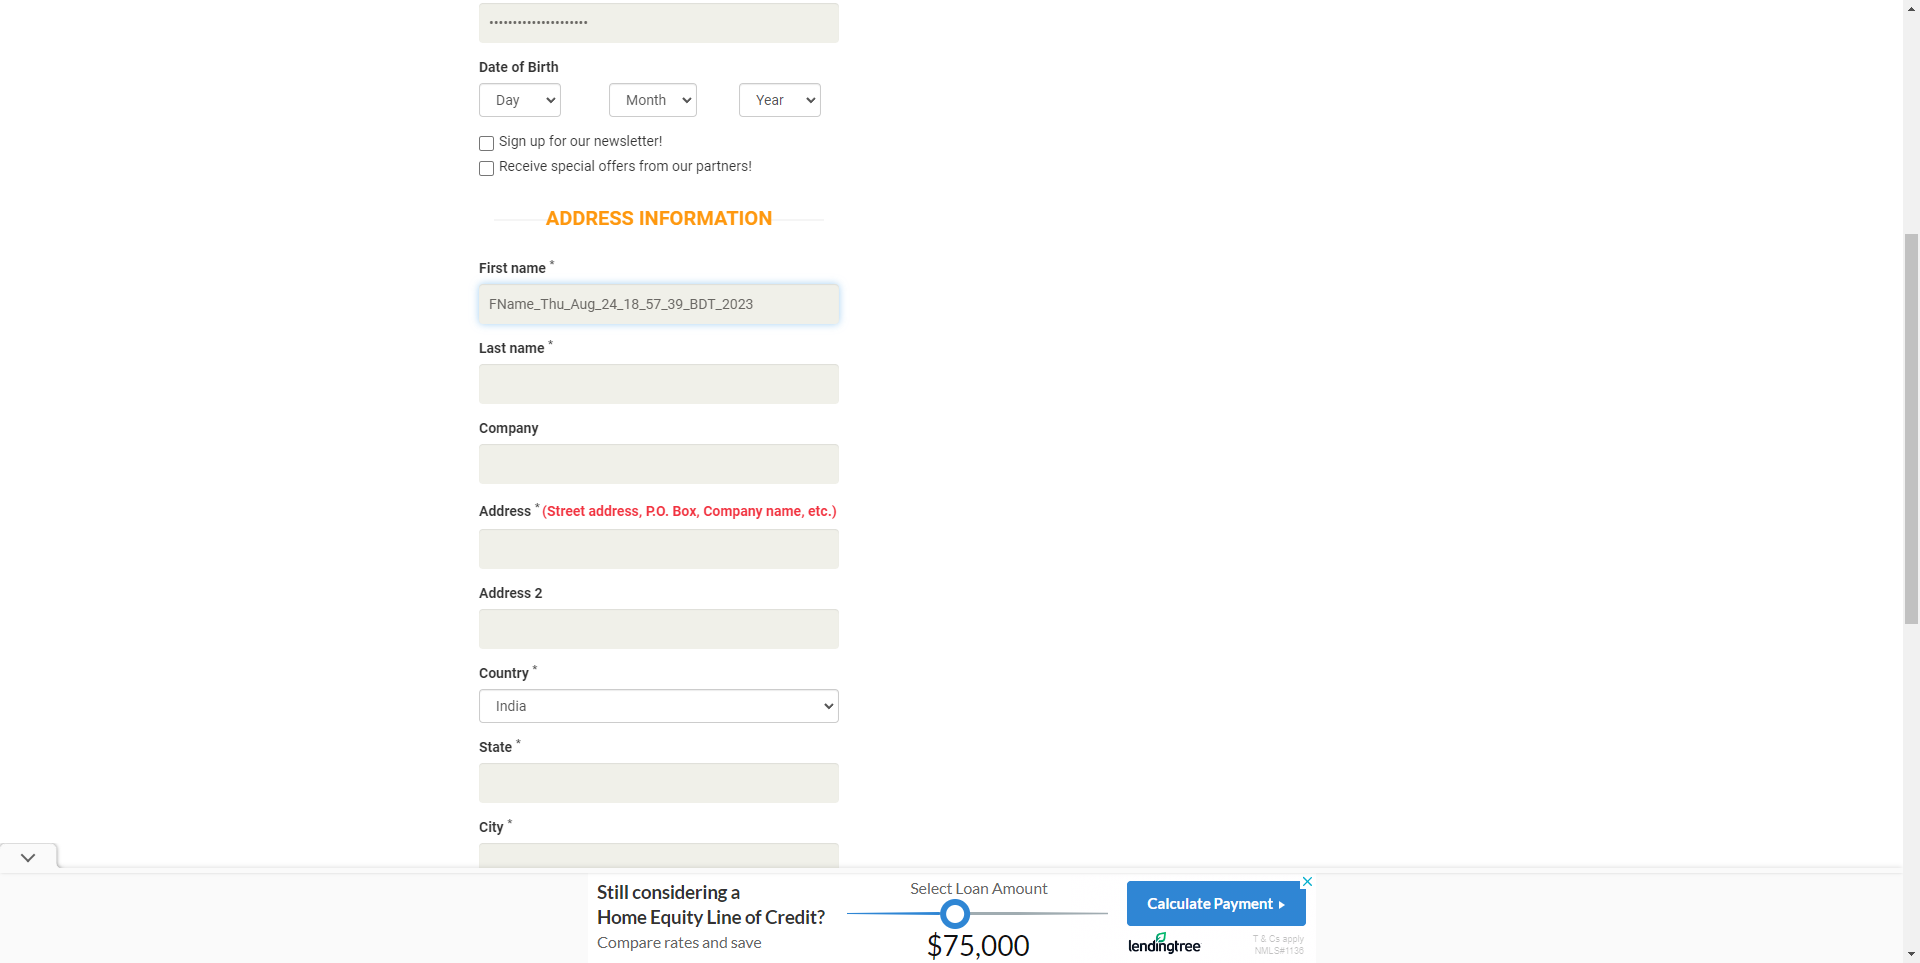 •••••••••••••••••••••
Date of Birth
Day Month Year
Sign up for our newsletter!
Receive special offers from our partners!
ADDRESS INFORMATION
First name *
FName_Thu_Aug_24_18_57_39_BDT_2023
Last name *
Company
Address * (Street address, P.O. Box, Company name, etc.)
Address 2
Country *
India
State *
City *
Still considering a
Home Equity Line of Credit?
Compare rates and save
Select Loan Amount
$75,000
Calculate Payment ▸
lendingtree
T & Cs apply
NMLS#1136